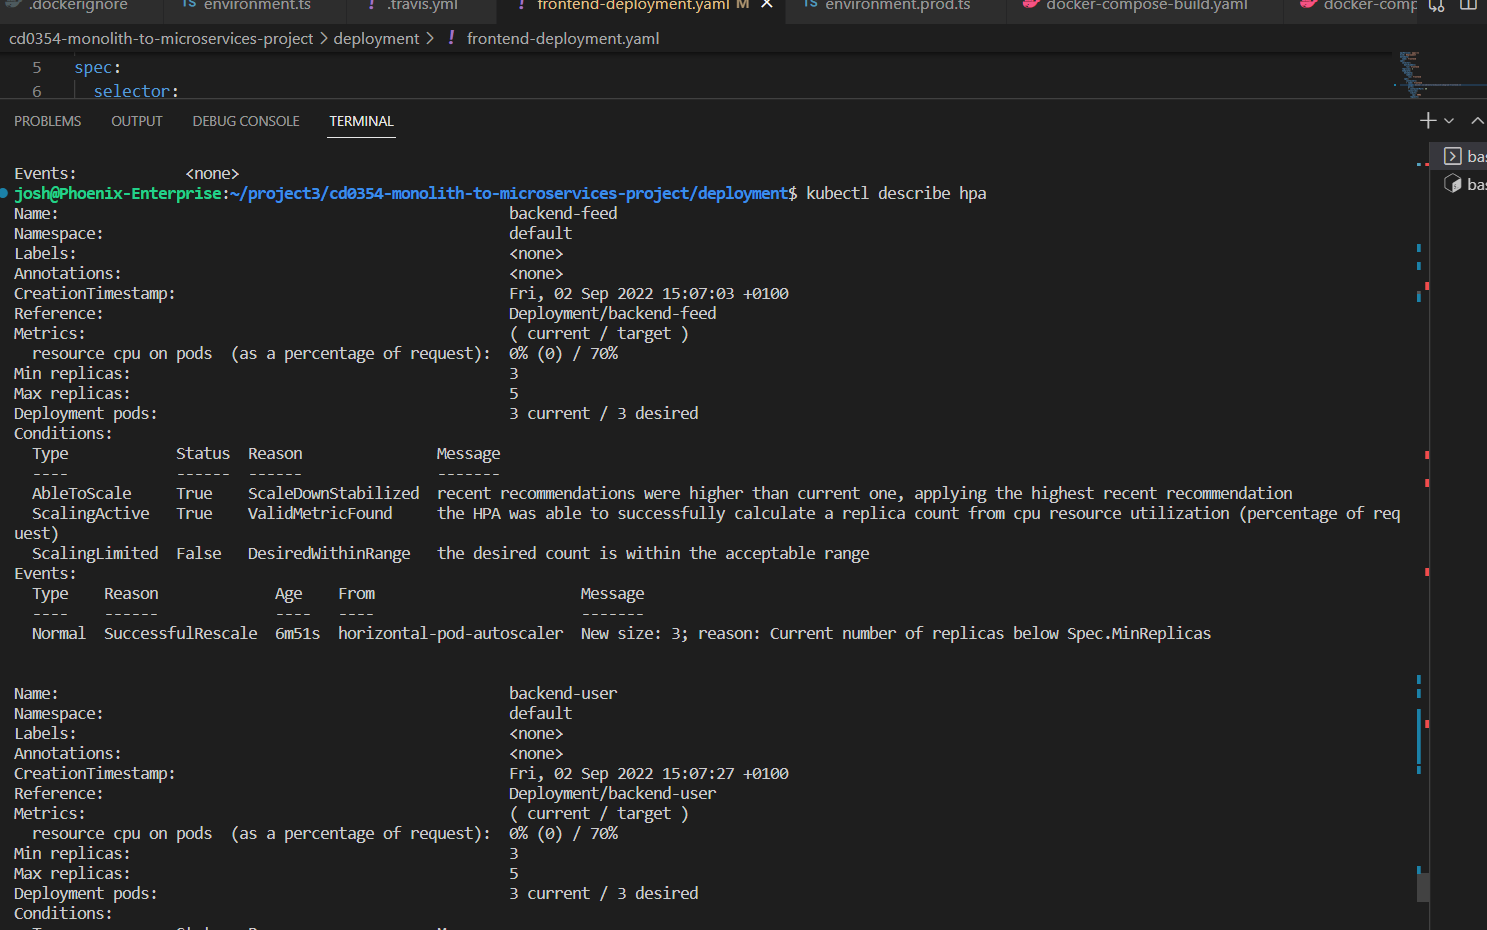 .dockerignore TS environment.ts ! .travis.yml ! frontend-deployment.yaml M × TS environment.prod.ts docker-compose-build.yaml docker-comp
cd0354-monolith-to-microservices-project > deployment > ! frontend-deployment.yaml
5 spec:
6 selector:
PROBLEMS OUTPUT DEBUG CONSOLE TERMINAL
Events: <none>
bas
josh@Phoenix-Enterprise:~/project3/cd0354-monolith-to-microservices-project/deployment$ kubectl describe hpa
bas
Name: backend-feed
Namespace: default
Labels: <none>
Annotations: <none>
CreationTimestamp: Fri, 02 Sep 2022 15:07:03 +0100
Reference: Deployment/backend-feed
Metrics: ( current / target )
resource cpu on pods (as a percentage of request): 0% (0) / 70%
Min replicas: 3
Max replicas: 5
Deployment pods: 3 current / 3 desired
Conditions:
Type Status Reason Message
---- ------ ------ -------
AbleToScale True ScaleDownStabilized recent recommendations were higher than current one, applying the highest recent recommendation
ScalingActive True ValidMetricFound the HPA was able to successfully calculate a replica count from cpu resource utilization (percentage of req
uest)
ScalingLimited False DesiredWithinRange the desired count is within the acceptable range
Events:
Type Reason Age From Message
---- ------ ---- ---- -------
Normal SuccessfulRescale 6m51s horizontal-pod-autoscaler New size: 3; reason: Current number of replicas below Spec.MinReplicas
Name: backend-user
Namespace: default
Labels: <none>
Annotations: <none>
CreationTimestamp: Fri, 02 Sep 2022 15:07:27 +0100
Reference: Deployment/backend-user
Metrics: ( current / target )
resource cpu on pods (as a percentage of request): 0% (0) / 70%
Min replicas: 3
Max replicas: 5
Deployment pods: 3 current / 3 desired
Conditions: